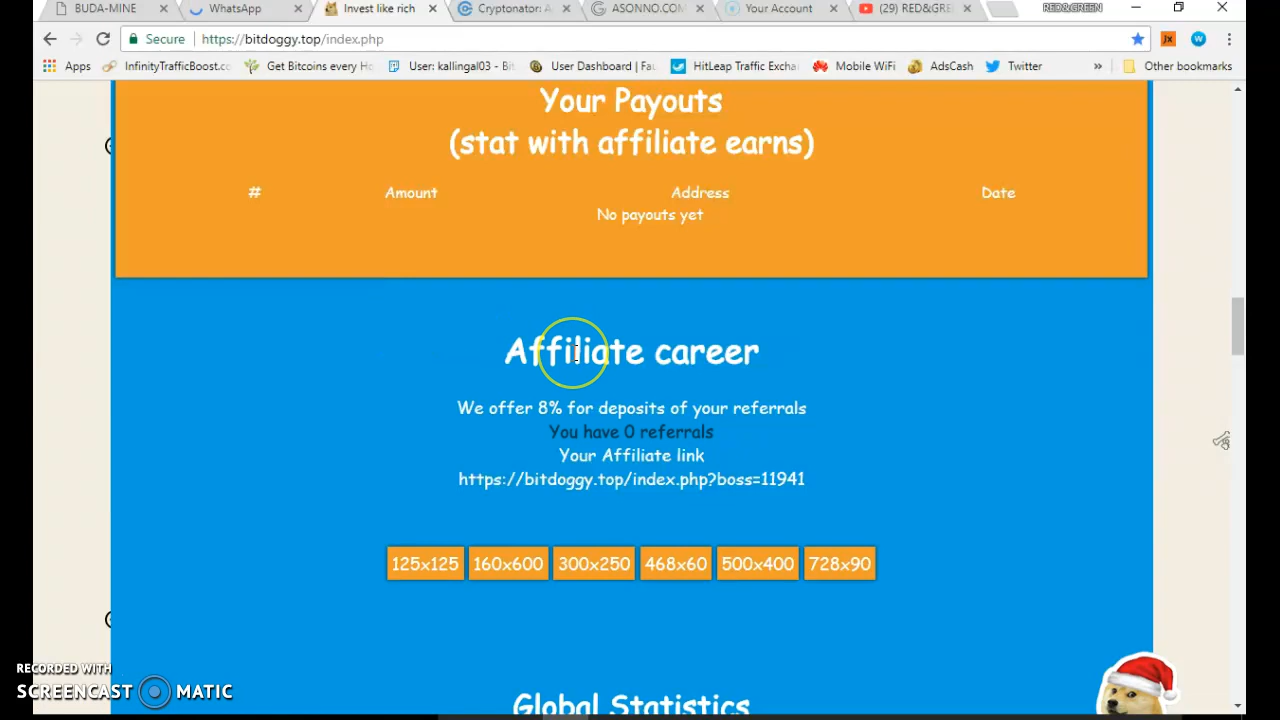 BUDA-MINE
WhatsApp
Invest like rich
Cryptonator: A
ASONNO.COM
Your Account
(29) RED&GRE
RED&GREEN
Secure
https://bitdoggy.top/index.php
Jx
W
Apps
InfinityTrafficBoost.co
Get Bitcoins every Ho
User: kallingal03 - Bi
User Dashboard | Fau
HitLeap Traffic Excha
Mobile WiFi
AdsCash
Twitter
»
Other bookmarks
Your Payouts
(stat with affiliate earns)
# Amount Address Date
No payouts yet
Affiliate career
We offer 8% for deposits of your referrals
You have 0 referrals
Your Affiliate link
https://bitdoggy.top/index.php?boss=11941
125x125 160x600 300x250 468x60 500x400 728x90
Global Statistics
RECORDED WITH
SCREENCAST MATIC